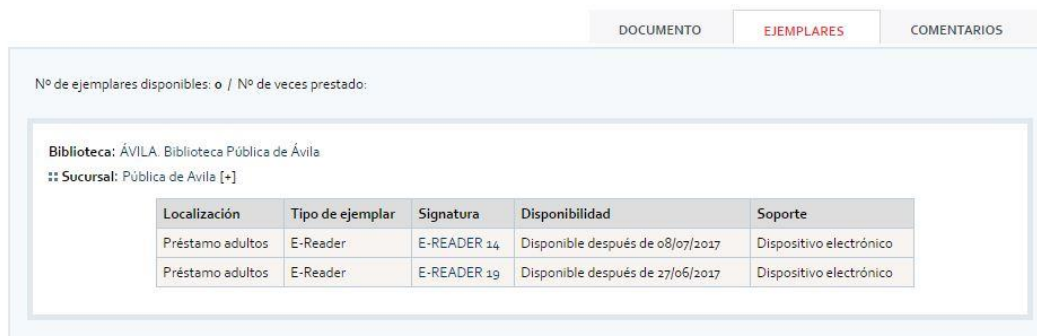 DOCUMENTO EJEMPLARES COMENTARIOS
Nº de ejemplares disponibles: 0 / Nº de veces prestado:
Biblioteca: ÁVILA. Biblioteca Pública de Ávila
Sucursal: Pública de Avila [+]
Localización Tipo de ejemplar Signatura Disponibilidad Soporte
Préstamo adultos E-Reader E-READER 14 Disponible después de 08/07/2017 Dispositivo electrónico
Préstamo adultos E-Reader E-READER 19 Disponible después de 27/06/2017 Dispositivo electrónico